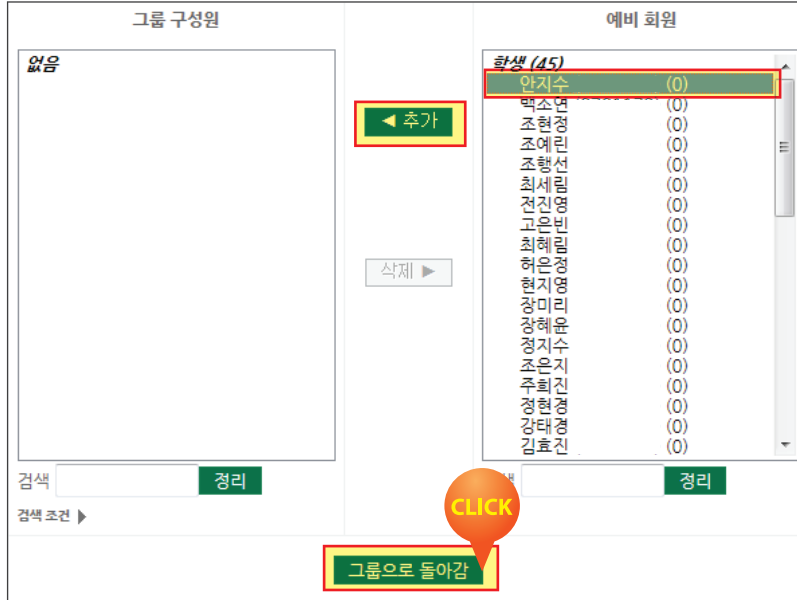 그룹 구성원
예비 회원
없음
학생 (45)
안지수 (0)
백소연 (0)
◀ 추가
조현정 (0)
조예린 (0)
조행선 (0)
최세림 (0)
전진영 (0)
고은빈 (0)
최혜림 (0)
삭제 ▶
허은정 (0)
현지영 (0)
장미리 (0)
장혜윤 (0)
정지수 (0)
조은지 (0)
주희진 (0)
정현경 (0)
강태경 (0)
김효진 (0)
검색 정리
정리
CLICK
검색 조건 ▶
그룹으로 돌아감